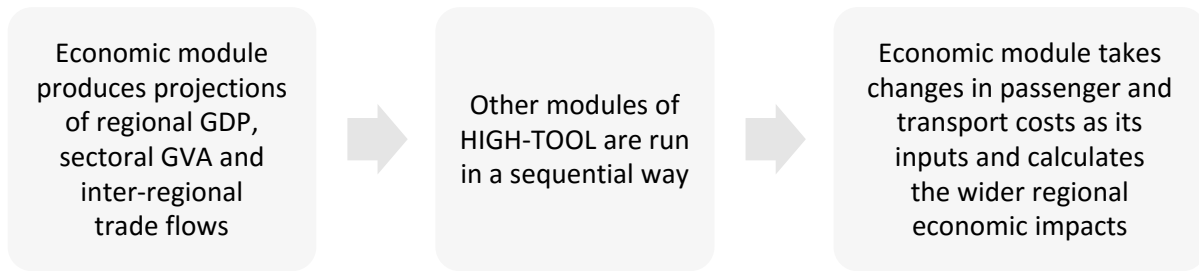 Economic module
produces projections
of regional GDP,
sectoral GVA and
inter-regional
trade flows
Other modules of
HIGH-TOOL are run
in a sequential way
Economic module takes
changes in passenger and
transport costs as its
inputs and calculates
the wider regional
economic impacts